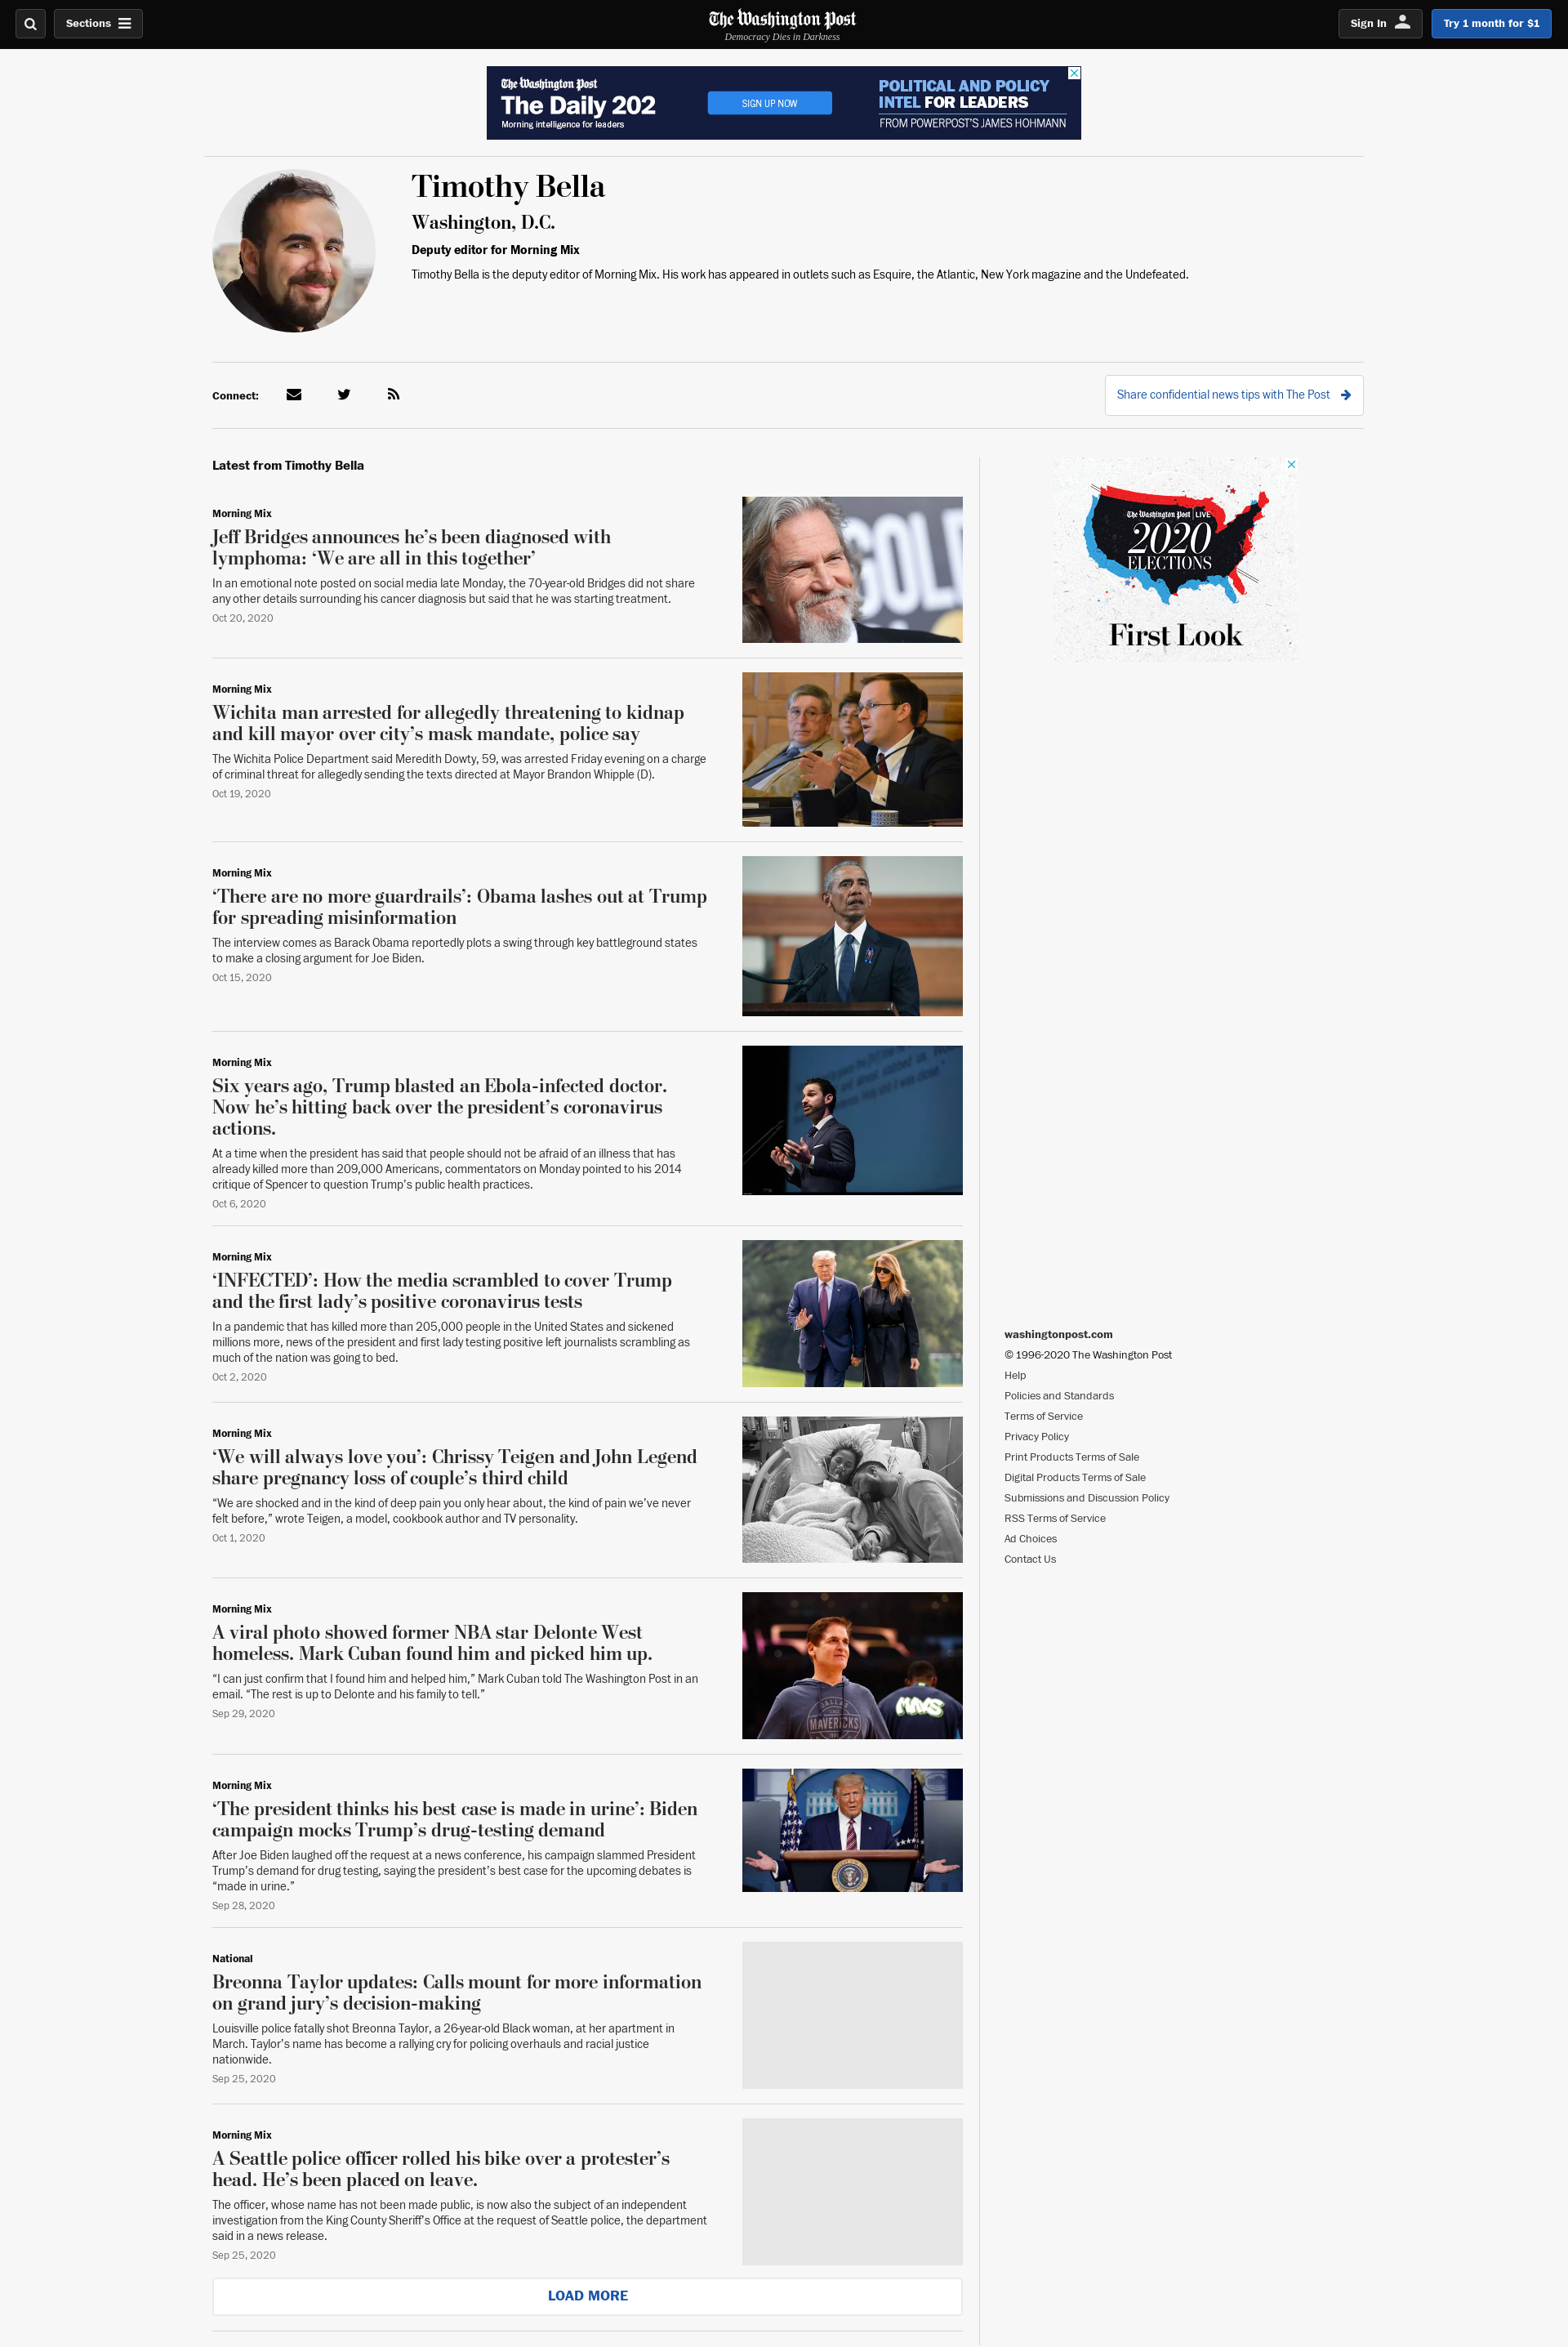 Sections
The Washington Post
Democracy Dies in Darkness
Sign In
Try 1 month for $1
The Washington Post
The Daily 202
Morning intelligence for leaders
SIGN UP NOW
POLITICAL AND POLICY
INTEL FOR LEADERS
FROM POWERPOST'S JAMES HOHMANN
Timothy Bella
Washington, D.C.
Deputy editor for Morning Mix
Timothy Bella is the deputy editor of Morning Mix. His work has appeared in outlets such as Esquire, the Atlantic, New York magazine and the Undefeated.
Connect:
Share confidential news tips with The Post
Latest from Timothy Bella
Morning Mix
Jeff Bridges announces he’s been diagnosed with
lymphoma: ‘We are all in this together’
In an emotional note posted on social media late Monday, the 70-year-old Bridges did not share
any other details surrounding his cancer diagnosis but said that he was starting treatment.
Oct 20, 2020
GOLD
Morning Mix
Wichita man arrested for allegedly threatening to kidnap
and kill mayor over city’s mask mandate, police say
The Wichita Police Department said Meredith Dowty, 59, was arrested Friday evening on a charge
of criminal threat for allegedly sending the texts directed at Mayor Brandon Whipple (D).
Oct 19, 2020
Morning Mix
‘There are no more guardrails’: Obama lashes out at Trump
for spreading misinformation
The interview comes as Barack Obama reportedly plots a swing through key battleground states
to make a closing argument for Joe Biden.
Oct 15, 2020
Morning Mix
Six years ago, Trump blasted an Ebola-infected doctor.
Now he’s hitting back over the president’s coronavirus
actions.
At a time when the president has said that people should not be afraid of an illness that has
already killed more than 209,000 Americans, commentators on Monday pointed to his 2014
critique of Spencer to question Trump’s public health practices.
Oct 6, 2020
Morning Mix
‘INFECTED’: How the media scrambled to cover Trump
and the first lady’s positive coronavirus tests
In a pandemic that has killed more than 205,000 people in the United States and sickened
millions more, news of the president and first lady testing positive left journalists scrambling as
much of the nation was going to bed.
Oct 2, 2020
Morning Mix
‘We will always love you’: Chrissy Teigen and John Legend
share pregnancy loss of couple’s third child
“We are shocked and in the kind of deep pain you only hear about, the kind of pain we’ve never
felt before,” wrote Teigen, a model, cookbook author and TV personality.
Oct 1, 2020
Morning Mix
A viral photo showed former NBA star Delonte West
homeless. Mark Cuban found him and picked him up.
“I can just confirm that I found him and helped him,” Mark Cuban told The Washington Post in an
email. “The rest is up to Delonte and his family to tell.”
Sep 29, 2020
DALLAS
MAVERICKS
MAVS
Morning Mix
‘The president thinks his best case is made in urine’: Biden
campaign mocks Trump’s drug-testing demand
After Joe Biden laughed off the request at a news conference, his campaign slammed President
Trump’s demand for drug testing, saying the president’s best case for the upcoming debates is
“made in urine.”
Sep 28, 2020
National
Breonna Taylor updates: Calls mount for more information
on grand jury’s decision-making
Louisville police fatally shot Breonna Taylor, a 26-year-old Black woman, at her apartment in
March. Taylor’s name has become a rallying cry for policing overhauls and racial justice
nationwide.
Sep 25, 2020
Morning Mix
A Seattle police officer rolled his bike over a protester’s
head. He’s been placed on leave.
The officer, whose name has not been made public, is now also the subject of an independent
investigation from the King County Sheriff’s Office at the request of Seattle police, the department
said in a news release.
Sep 25, 2020
LOAD MORE
The Washington Post | LIVE
2020
ELECTIONS
First Look
washingtonpost.com
© 1996-2020 The Washington Post
Help
Policies and Standards
Terms of Service
Privacy Policy
Print Products Terms of Sale
Digital Products Terms of Sale
Submissions and Discussion Policy
RSS Terms of Service
Ad Choices
Contact Us